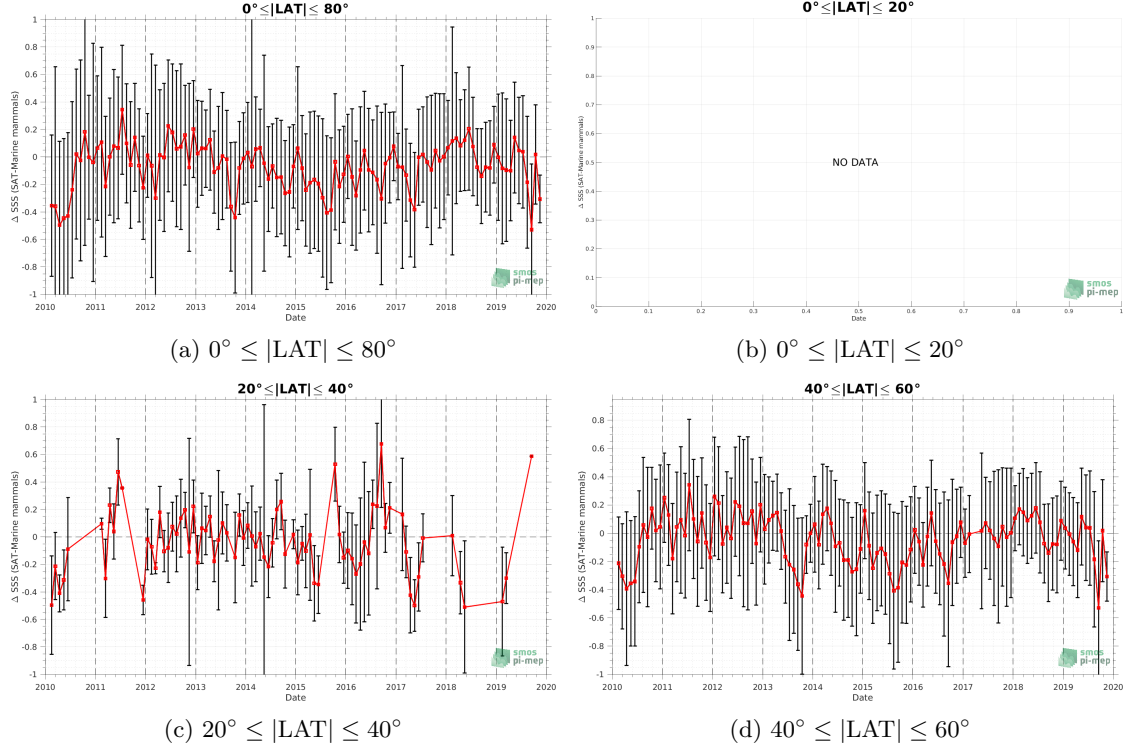 0°≤|LAT|≤ 80°
Δ SSS (SAT-Marine mammals)
1
0.8
0.6
0.4
0.2
0
-0.2
-0.4
-0.6
-0.8
-1
2010 2011 2012 2013 2014 2015 2016 2017 2018 2019 2020
Date
smos
pi-mep
(a) 0° ≤ |LAT| ≤ 80°
0°≤|LAT|≤ 20°
Δ SSS (SAT-Marine mammals)
1
0.9
0.8
0.7
0.6
0.5
0.4
0.3
0.2
0.1
0
NO DATA
0 0.1 0.2 0.3 0.4 0.5 0.6 0.7 0.8 0.9 1
Date
smos
pi-mep
(b) 0° ≤ |LAT| ≤ 20°
20°≤|LAT|≤ 40°
Δ SSS (SAT-Marine mammals)
1
0.8
0.6
0.4
0.2
0
-0.2
-0.4
-0.6
-0.8
-1
2010 2011 2012 2013 2014 2015 2016 2017 2018 2019 2020
Date
smos
pi-mep
(c) 20° ≤ |LAT| ≤ 40°
40°≤|LAT|≤ 60°
Δ SSS (SAT-Marine mammals)
0.8
0.6
0.4
0.2
0
-0.2
-0.4
-0.6
-0.8
-1
2010 2011 2012 2013 2014 2015 2016 2017 2018 2019 2020
Date
smos
pi-mep
(d) 40° ≤ |LAT| ≤ 60°